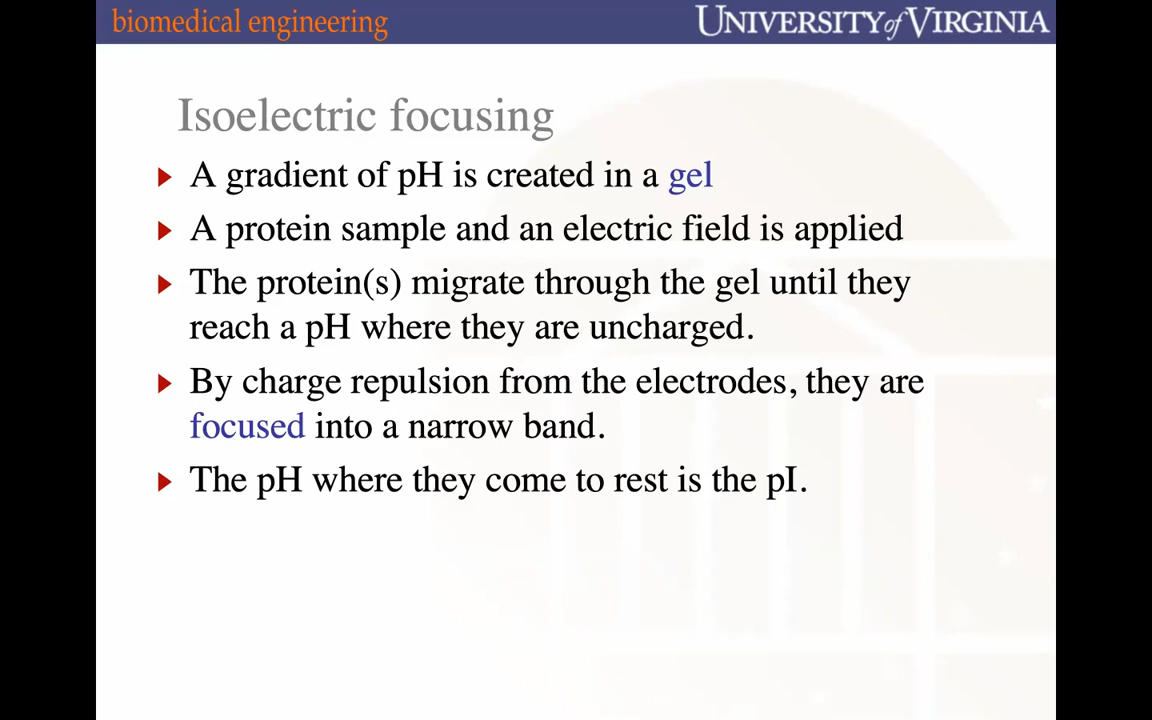 biomedical engineering
UNIVERSITY of VIRGINIA
Isoelectric focusing
A gradient of pH is created in a gel
A protein sample and an electric field is applied
The protein(s) migrate through the gel until they
reach a pH where they are uncharged.
By charge repulsion from the electrodes, they are
focused into a narrow band.
The pH where they come to rest is the pI.